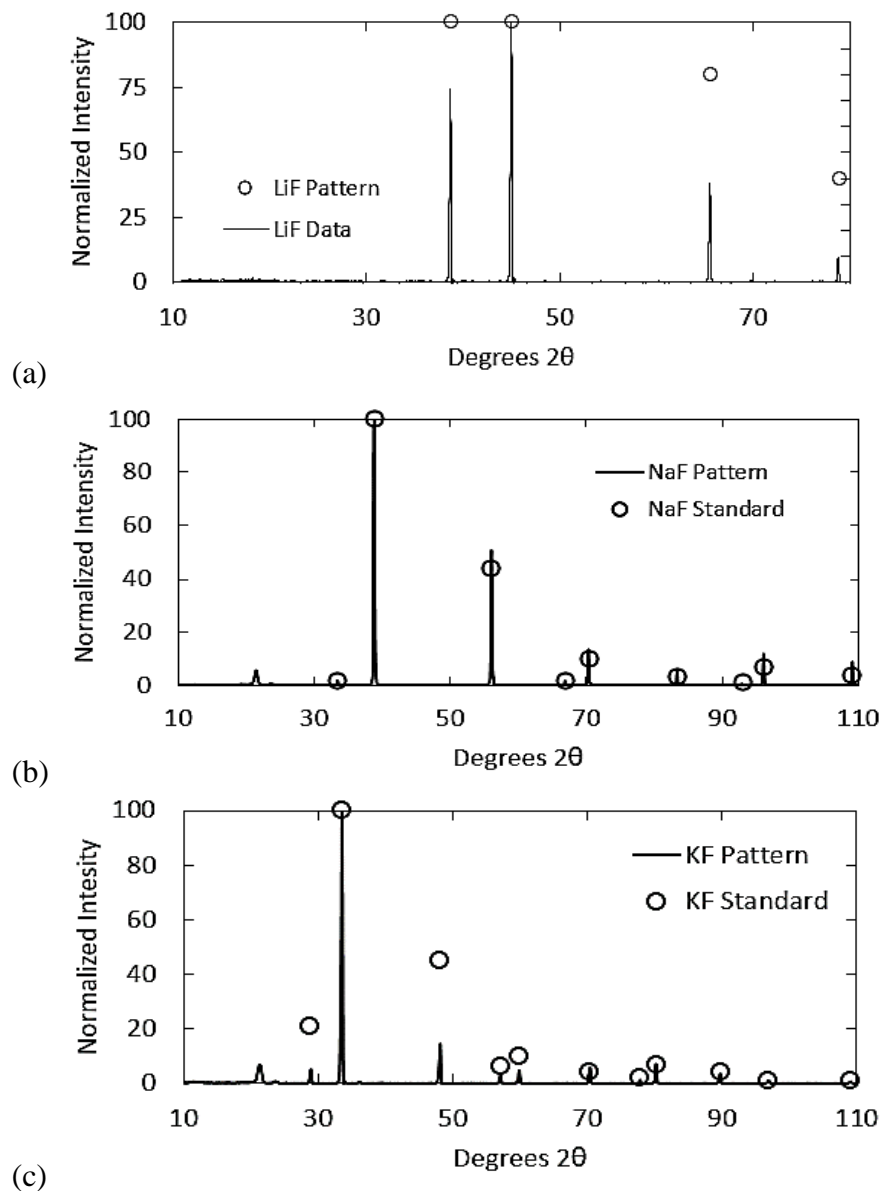 100
75
50
25
0
Normalized Intensity
LiF Pattern
LiF Data
10 30 50 70
Degrees 2θ
(a)
100
80
60
40
20
0
Normalized Intensity
NaF Pattern
NaF Standard
10 30 50 70 90 110
Degrees 2θ
(b)
100
80
60
40
20
0
Normalized Intesity
KF Pattern
KF Standard
10 30 50 70 90 110
Degrees 2θ
(c)